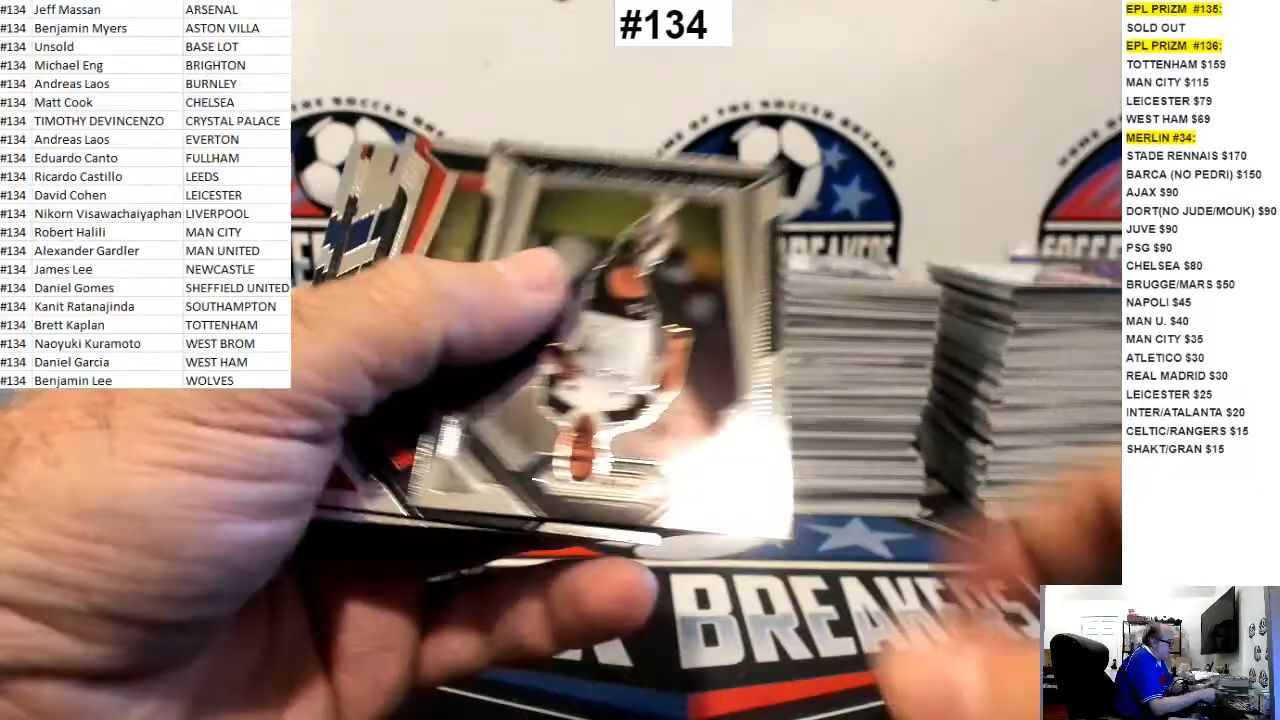 #134 Jeff Massan ARSENAL
#134 Benjamin Myers ASTON VILLA
#134 Unsold BASE LOT
#134 Michael Eng BRIGHTON
#134 Andreas Laos BURNLEY
#134 Matt Cook CHELSEA
#134 TIMOTHY DEVINCENZO CRYSTAL PALACE
#134 Andreas Laos EVERTON
#134 Eduardo Canto FULLHAM
#134 Ricardo Castillo LEEDS
#134 David Cohen LEICESTER
#134 Nikorn Visawachaiyaphan LIVERPOOL
#134 Robert Halili MAN CITY
#134 Alexander Gardler MAN UNITED
#134 James Lee NEWCASTLE
#134 Daniel Gomes SHEFFIELD UNITED
#134 Kanit Ratanajinda SOUTHAMPTON
#134 Brett Kaplan TOTTENHAM
#134 Naoyuki Kuramoto WEST BROM
#134 Daniel Garcia WEST HAM
#134 Benjamin Lee WOLVES
#134
EPL PRIZM #135:
SOLD OUT
EPL PRIZM #136:
TOTTENHAM $159
MAN CITY $115
LEICESTER $79
WEST HAM $69
MERLIN #34:
STADE RENNAIS $170
BARCA (NO PEDRI) $150
AJAX $90
DORT(NO JUDE/MOUK) $90
JUVE $90
PSG $90
CHELSEA $80
BRUGGE/MARS $50
NAPOLI $45
MAN U. $40
MAN CITY $35
ATLETICO $30
REAL MADRID $30
LEICESTER $25
INTER/ATALANTA $20
CELTIC/RANGERS $15
SHAKT/GRAN $15
BREAKERS